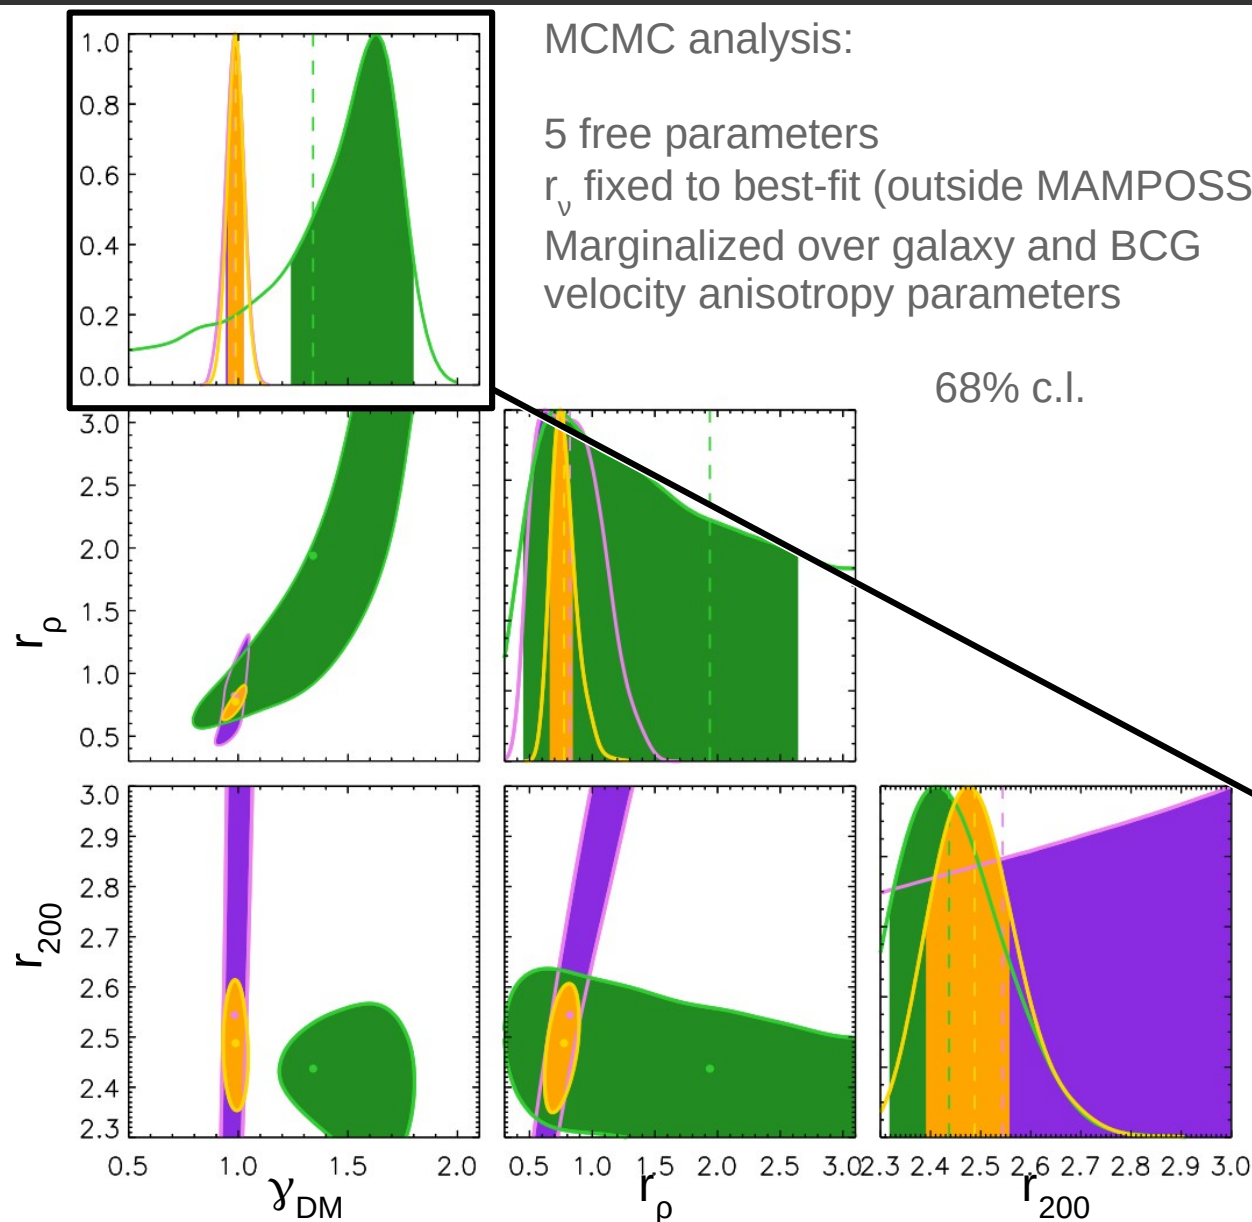 MCMC analysis:
5 free parameters
rν fixed to best-fit (outside MAMPOSS
Marginalized over galaxy and BCG
velocity anisotropy parameters
68% c.l.
1.0
0.8
0.6
0.4
0.2
0.0
3.0
2.5
2.0
1.5
1.0
0.5
rρ
3.0
2.9
2.8
2.7
2.6
2.5
2.4
2.3
r200
0.5 1.0 1.5 2.0
0.5 1.0 1.5 2.0 2.5 3.0
2.3 2.4 2.5 2.6 2.7 2.8 2.9 3.0
γDM
rρ
r200